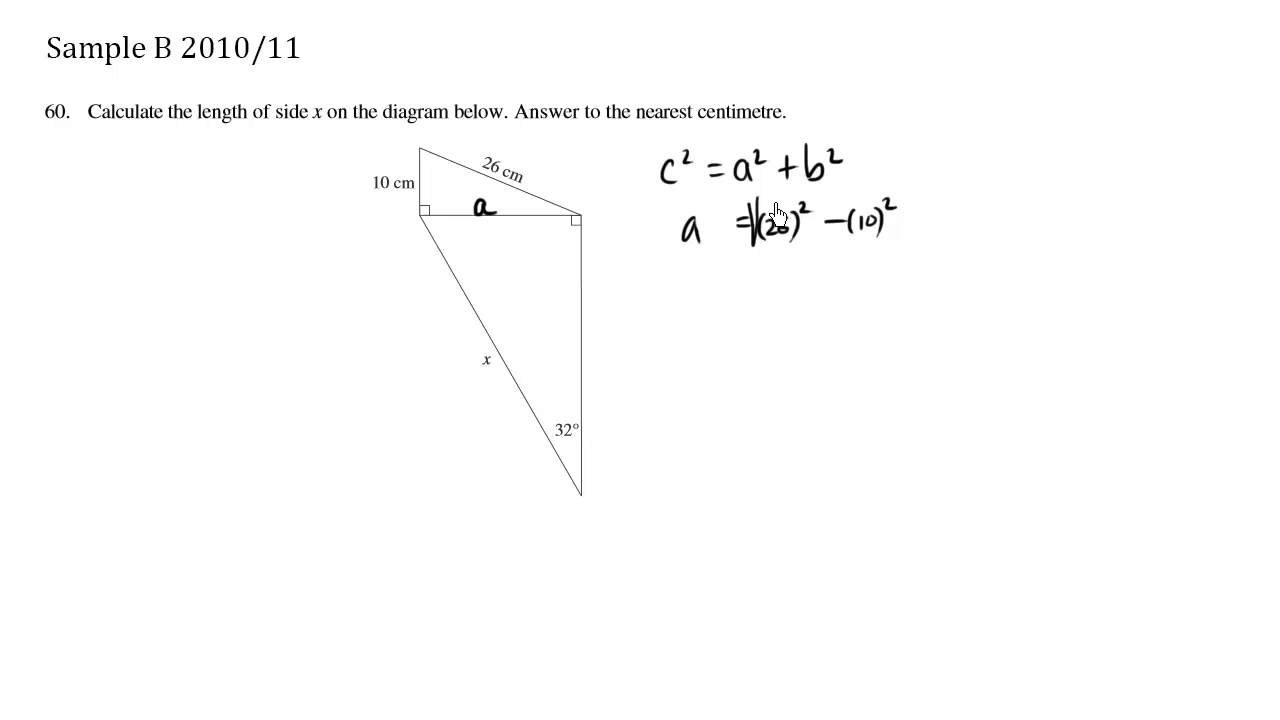 Sample B 2010/11
60. Calculate the length of side x on the diagram below. Answer to the nearest centimetre.
26 cm
10 cm
a
x
32°
c² = a² + b²
a = √(26)² − (10)²